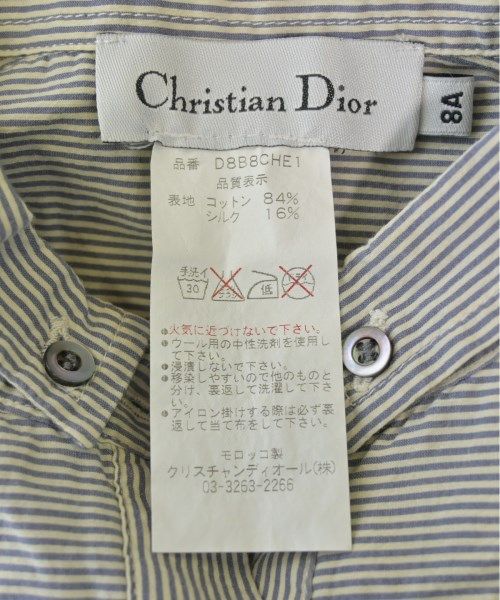 Christian Dior
8A
品番 D8B8CHE1
品質表示
表地 コットン 84%
シルク 16%
手洗イ
30
低
●火気に近づけないで下さい。
●ウール用の中性洗剤を使用し
て下さい。
●浸漬しないで下さい。
●移染しやすいので他のものと
分け、裏返して洗濯して下さ
い。
●アイロン掛けする際は必ず裏
返して当て布をして下さい。
モロッコ製
クリスチャンディオール(株)
03-3263-2266